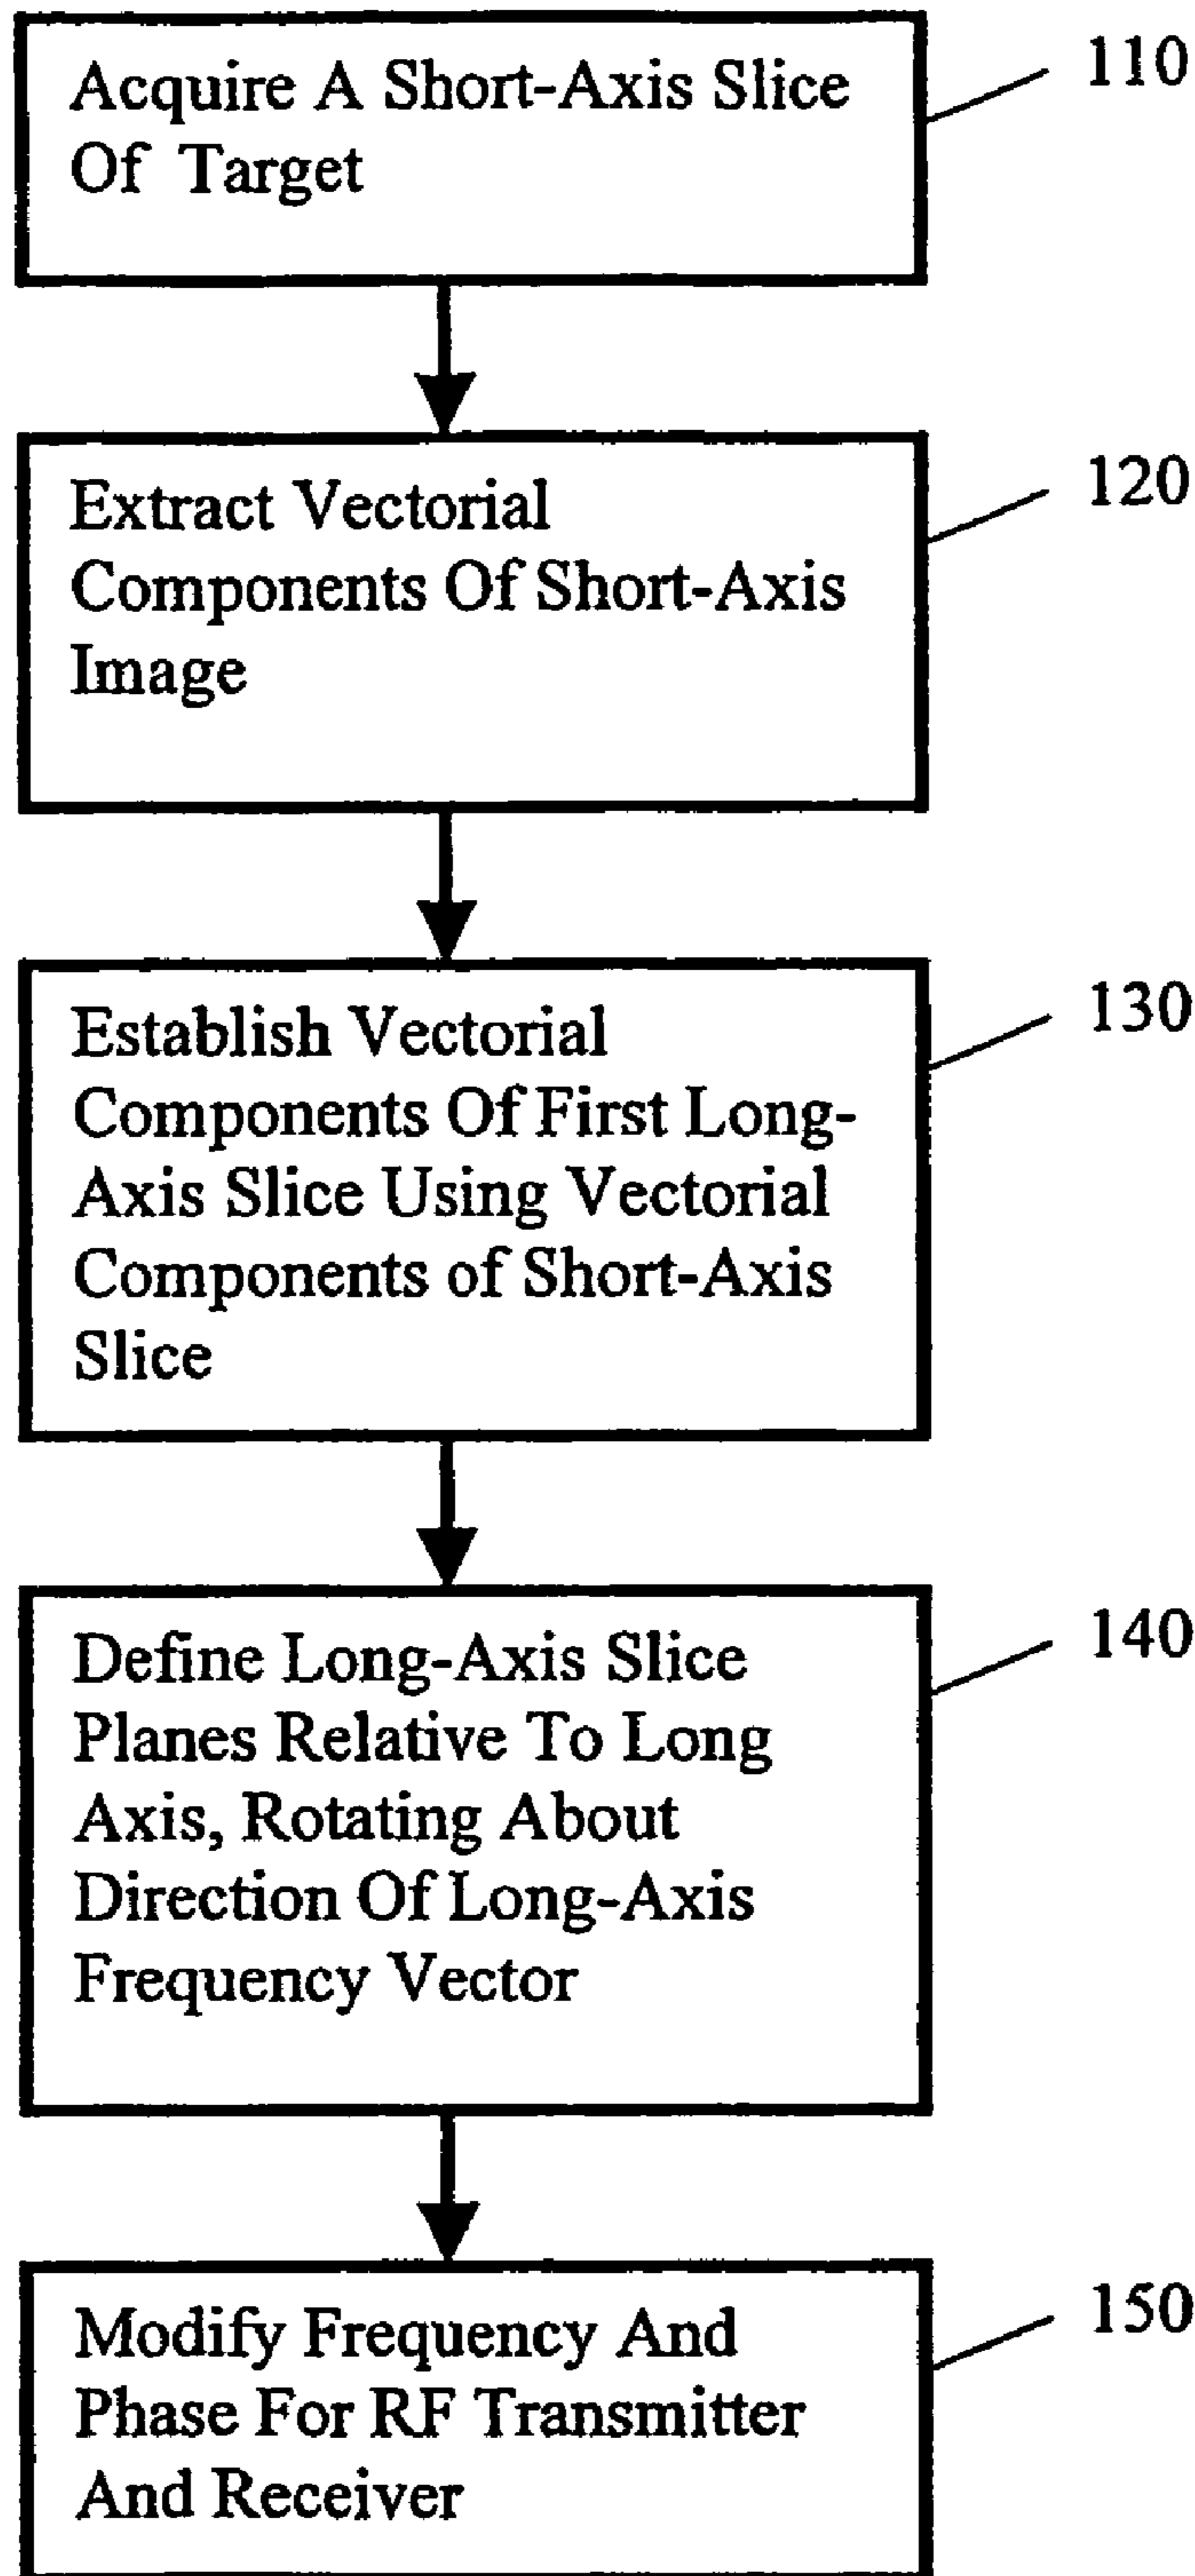 Acquire A Short-Axis Slice
Of Target
110
Extract Vectorial
Components Of Short-Axis
Image
120
Establish Vectorial
Components Of First Long-
Axis Slice Using Vectorial
Components of Short-Axis
Slice
130
Define Long-Axis Slice
Planes Relative To Long
Axis, Rotating About
Direction Of Long-Axis
Frequency Vector
140
Modify Frequency And
Phase For RF Transmitter
And Receiver
150